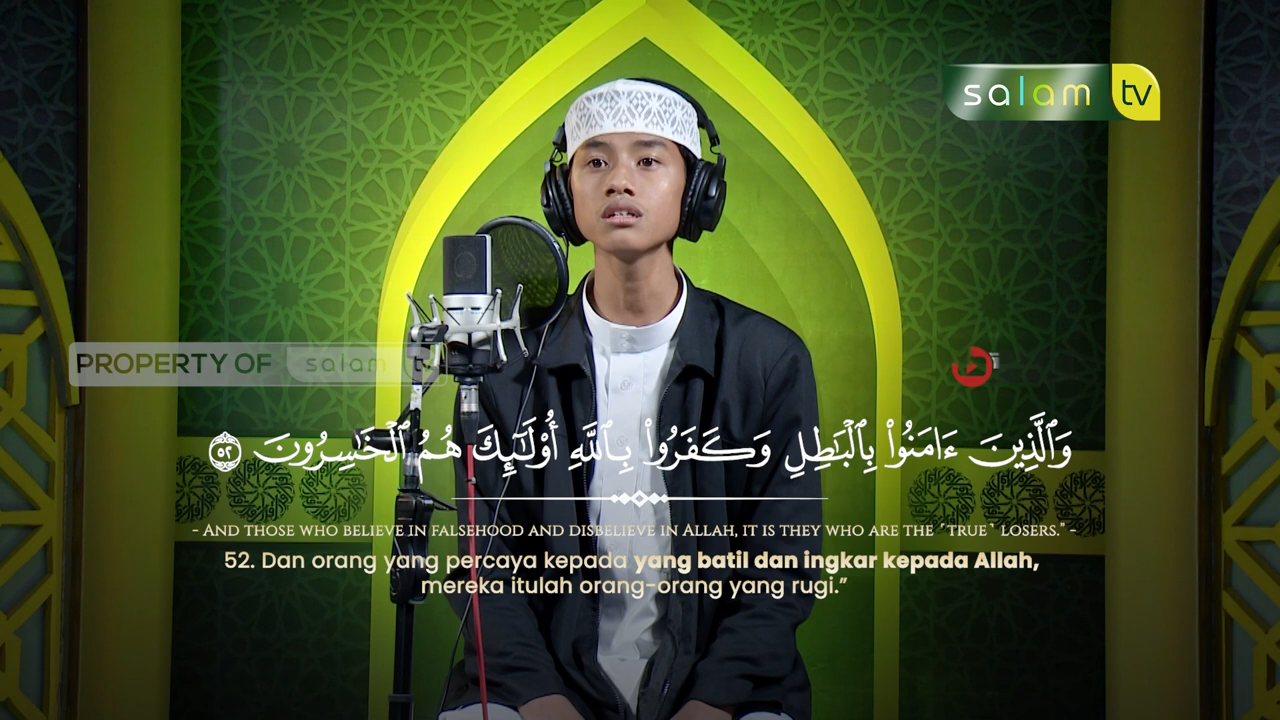 salam tv
PROPERTY OF salam tv
وَٱلَّذِينَ ءَامَنُوا۟ بِٱلْبَٰطِلِ وَكَفَرُوا۟ بِٱللَّهِ أُو۟لَٰٓئِكَ هُمُ ٱلْخَٰسِرُونَ ٥٢
- And those who believe in falsehood and disbelieve in Allah, it is they who are the ˹true˺ losers.” -
52. Dan orang yang percaya kepada yang batil dan ingkar kepada Allah,
mereka itulah orang-orang yang rugi.”